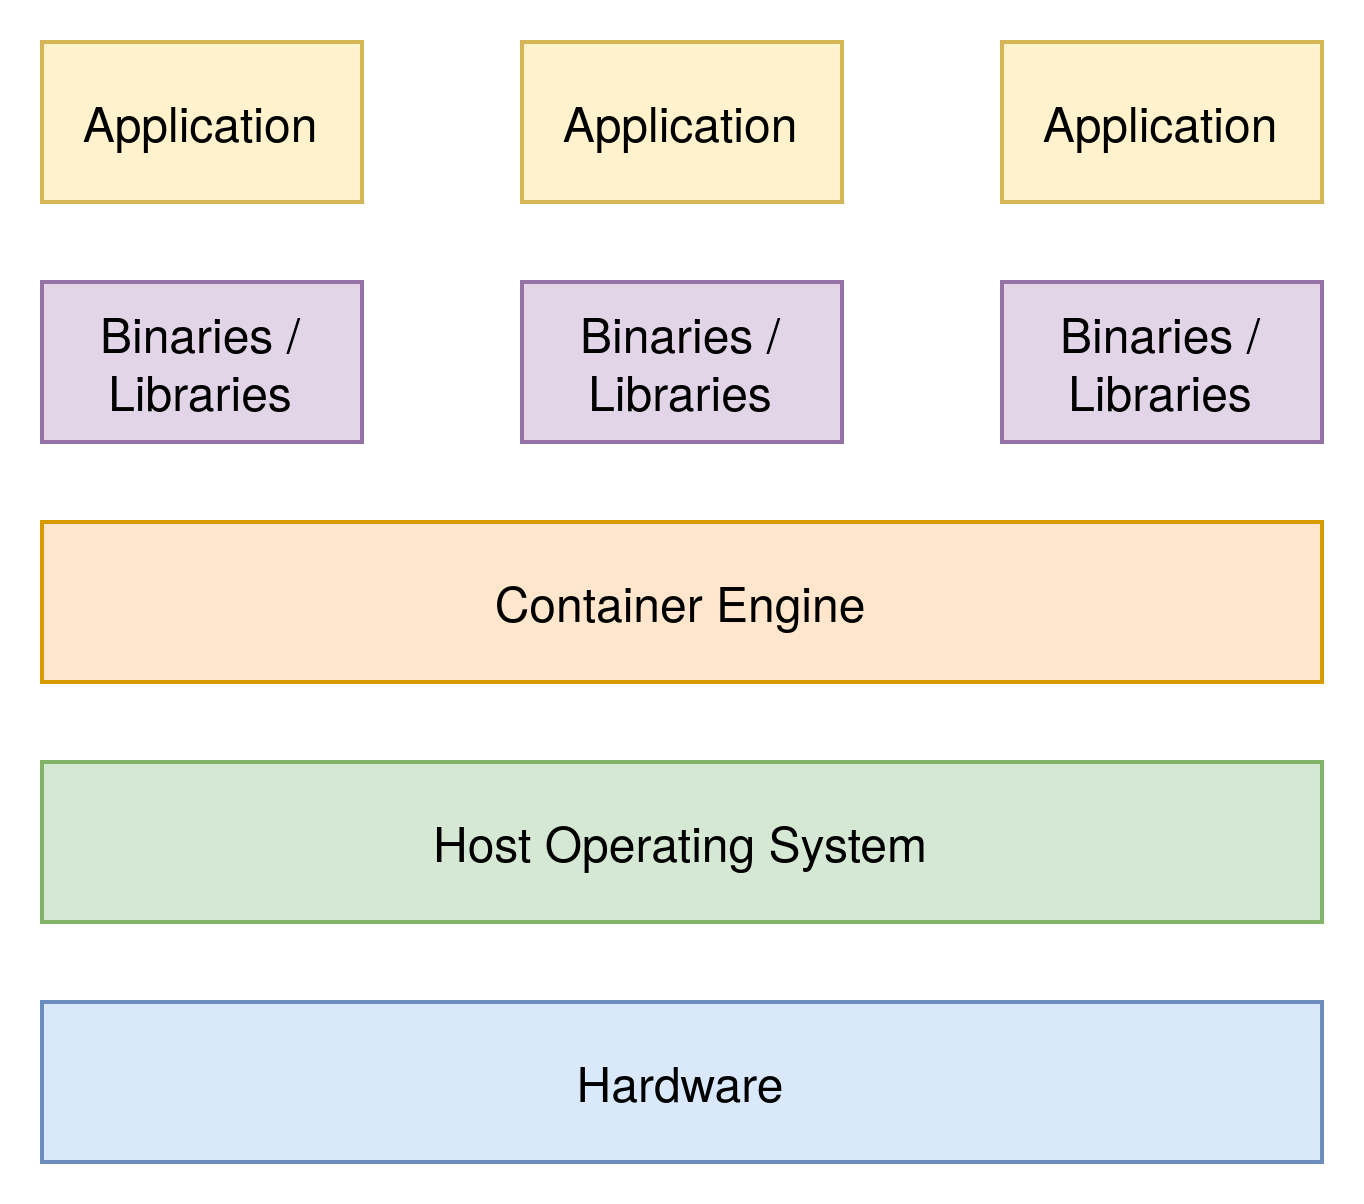 Application
Application
Application
Binaries /
Libraries
Binaries /
Libraries
Binaries /
Libraries
Container Engine
Host Operating System
Hardware